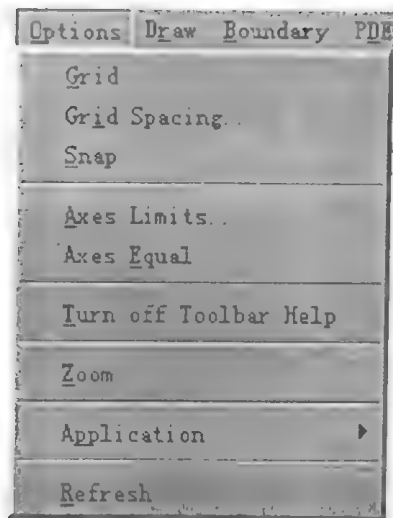 Options Draw Boundary PDE
Grid
Grid Spacing..
Snap
Axes Limits..
Axes Equal
Turn off Toolbar Help
Zoom
Application
Refresh